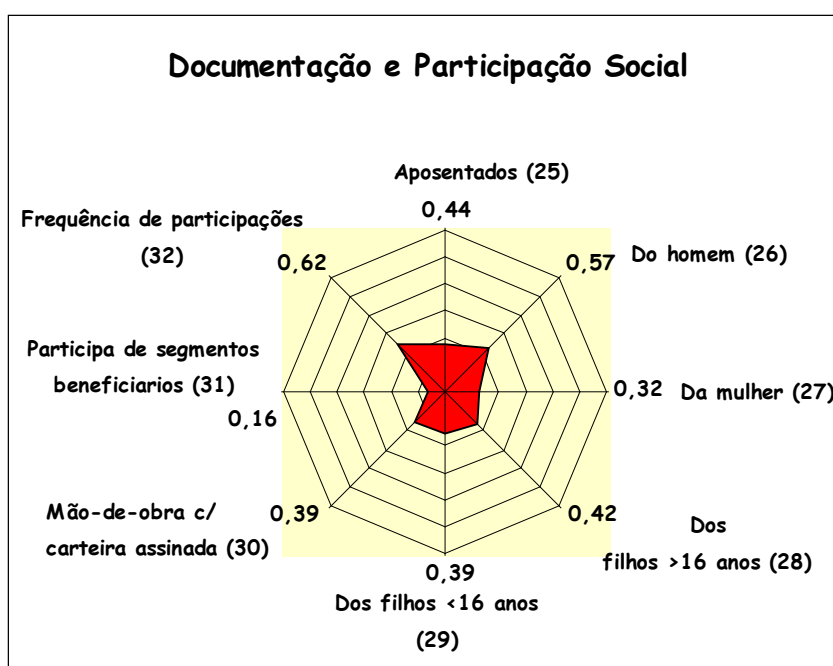 Documentação e Participação Social
Aposentados (25)
0,44
Frequência de participações
(32)
0,62
0,57
Do homem (26)
Participa de segmentos
beneficiarios (31)
0,16
0,32
Da mulher (27)
Mão-de-obra c/
carteira assinada (30)
0,39
0,42
Dos
filhos >16 anos (28)
0,39
Dos filhos <16 anos
(29)